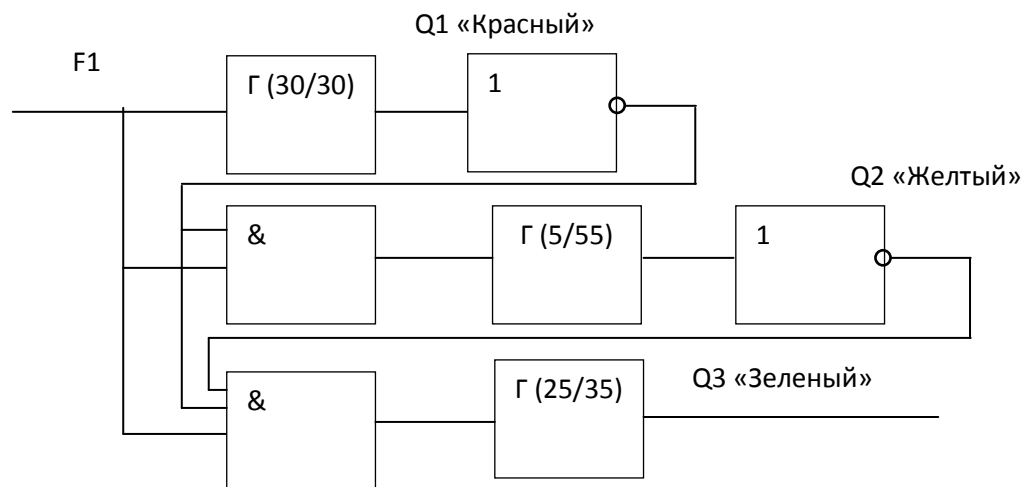 Q1 «Красный»
F1
Г (30/30)
1
Q2 «Желтый»
&
Г (5/55)
1
&
Г (25/35)
Q3 «Зеленый»